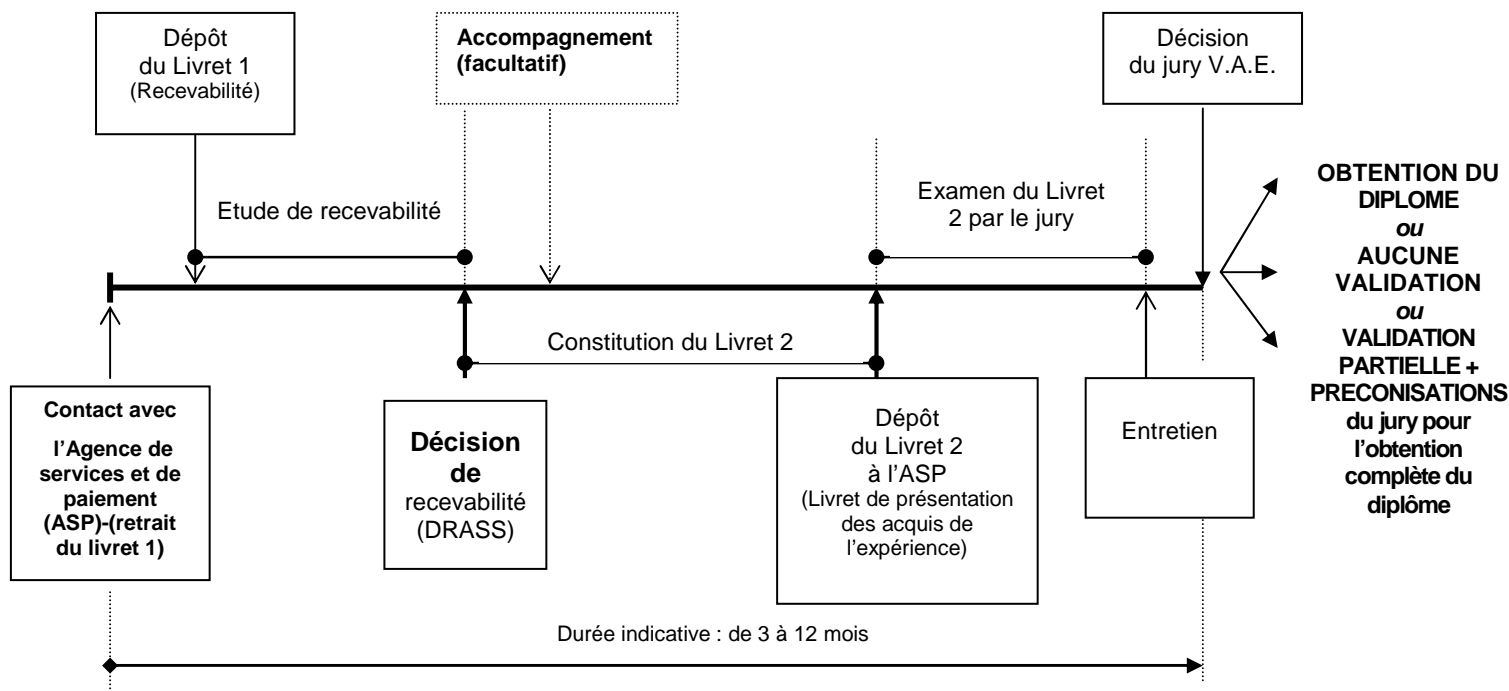 Dépôt
du Livret 1
(Recevabilité)
Accompagnement
(facultatif)
Décision
du jury V.A.E.
Etude de recevabilité
Examen du Livret
2 par le jury
OBTENTION DU
DIPLOME
ou
AUCUNE
VALIDATION
ou
VALIDATION
PARTIELLE +
PRECONISATIONS
du jury pour
l'obtention
complète du
diplôme
Constitution du Livret 2
Contact avec
l'Agence de
services et de
paiement
(ASP)-(retrait
du livret 1)
Décision
de
recevabilité
(DRASS)
Dépôt
du Livret 2
à l'ASP
(Livret de présentation
des acquis de
l'expérience)
Entretien
Durée indicative : de 3 à 12 mois